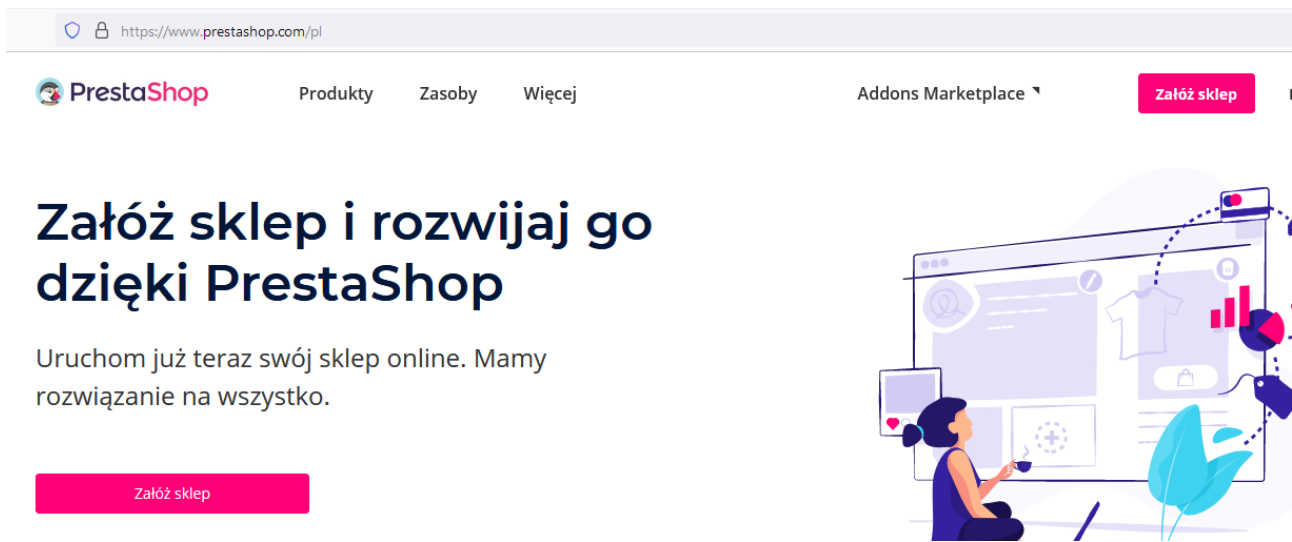 https://www.prestashop.com/pl
PrestaShop
Produkty
Zasoby
Więcej
Addons Marketplace
Załóż sklep
Załóż sklep i rozwijaj go
dzięki PrestaShop
Uruchom już teraz swój sklep online. Mamy
rozwiązanie na wszystko.
Załóż sklep